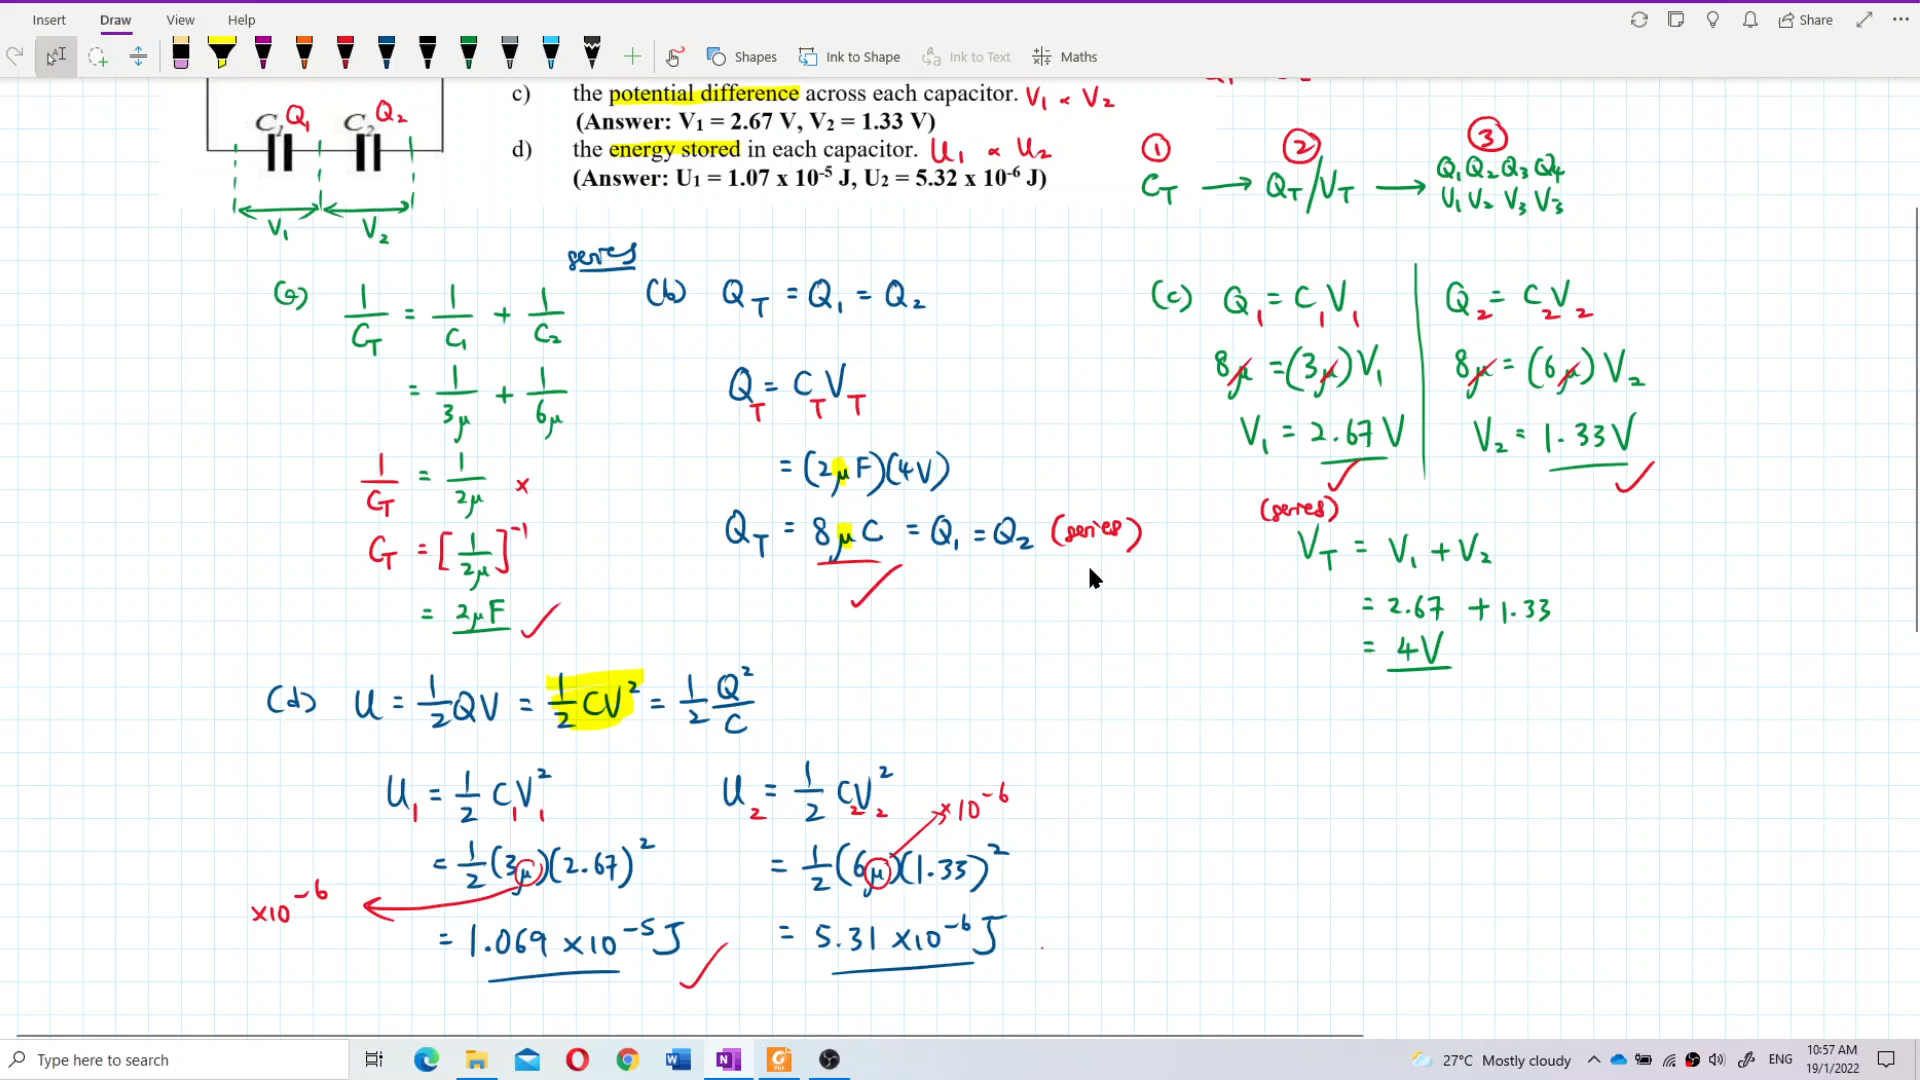 Insert Draw View Help
Share
Shapes Ink to Shape Ink to Text Maths
c) the potential difference across each capacitor. V₁ ∝ V₂
(Answer: V₁ = 2.67 V, V₂ = 1.33 V)
d) the energy stored in each capacitor. U₁ ∝ U₂
(Answer: U₁ = 1.07 x 10⁻⁵ J, U₂ = 5.32 x 10⁻⁶ J)
C₁ Q₁ C₂ Q₂
V₁ V₂
① ② ③
C_T → Q_T/V_T → Q₁ Q₂ Q₃ Q₄
V₁ V₂ V₃ V₃
series
(a) 1/C_T = 1/C₁ + 1/C₂
= 1/3μ + 1/6μ
1/C_T = 1/2μ ×
C_T = [1/2μ]⁻¹
= 2μF ✓
(b) Q_T = Q₁ = Q₂
Q_T = C_T V_T
= (2μF)(4V)
Q_T = 8μC = Q₁ = Q₂ (series)
✓
(c) Q₁ = C₁V₁
8μ = (3μ)V₁
V₁ = 2.67 V
✓
Q₂ = C₂V₂
8μ = (6μ)V₂
V₂ = 1.33V
✓
(series)
V_T = V₁ + V₂
= 2.67 + 1.33
= 4V
(d) U = ½QV = ½CV² = ½ Q²/C
U₁ = ½ C₁V₁²
= ½(3μ)(2.67)²
×10⁻⁶
= 1.069 ×10⁻⁵J ✓
U₂ = ½ C₂V₂²
×10⁻⁶
= ½(6μ)(1.33)²
= 5.31 ×10⁻⁶J
Type here to search
27°C Mostly cloudy
ENG
10:57 AM
19/1/2022